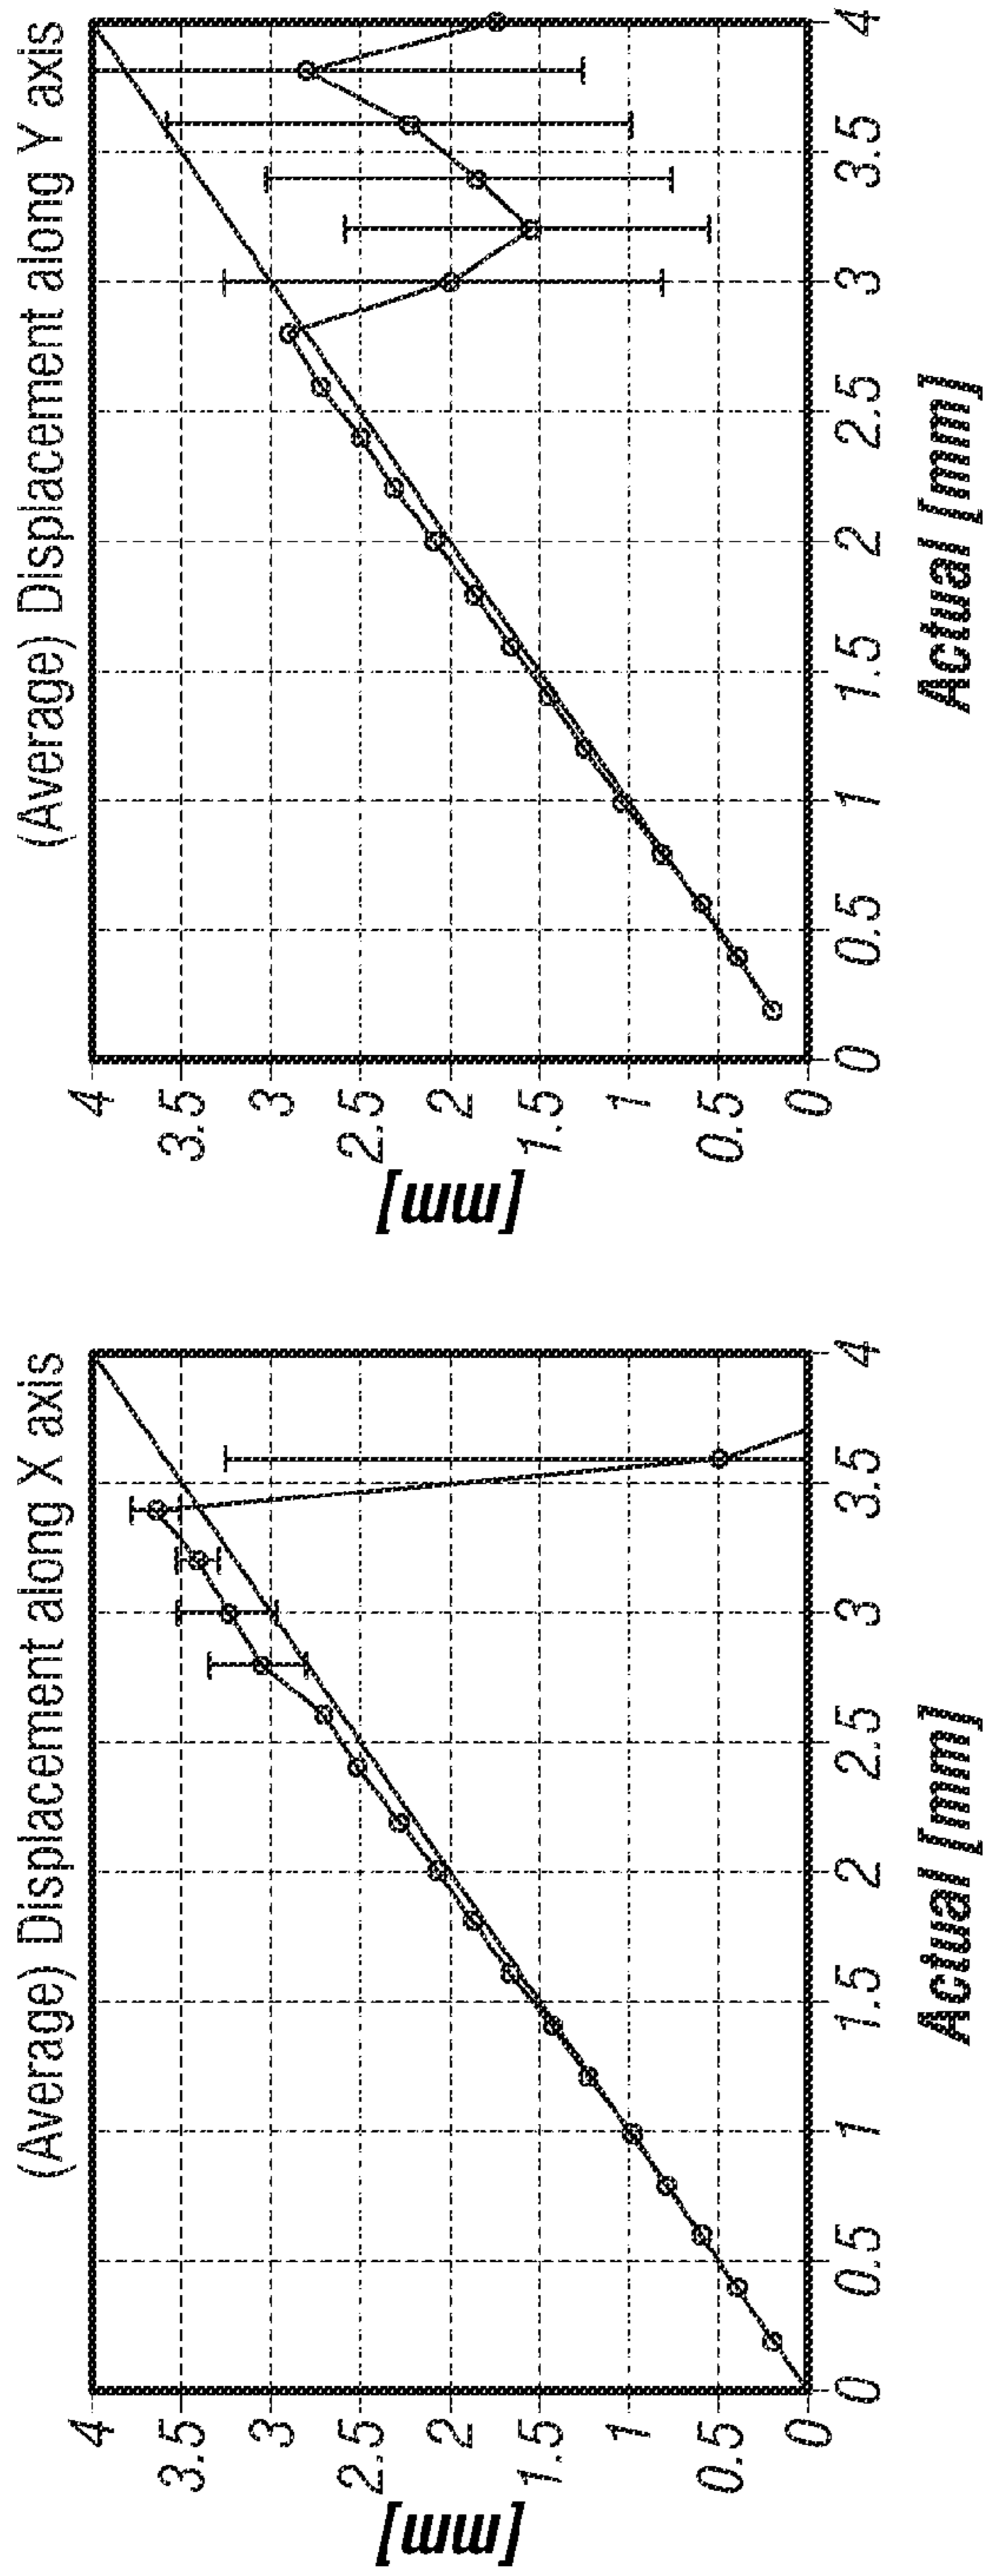 (Average) Displacement along X axis
4
3.5
3
2.5
2
1.5
1
0.5
0
[mm]
0 0.5 1 1.5 2 2.5 3 3.5 4
Actual [mm]
(Average) Displacement along Y axis
4
3.5
3
2.5
2
1.5
1
0.5
0
[mm]
0 0.5 1 1.5 2 2.5 3 3.5 4
Actual [mm]